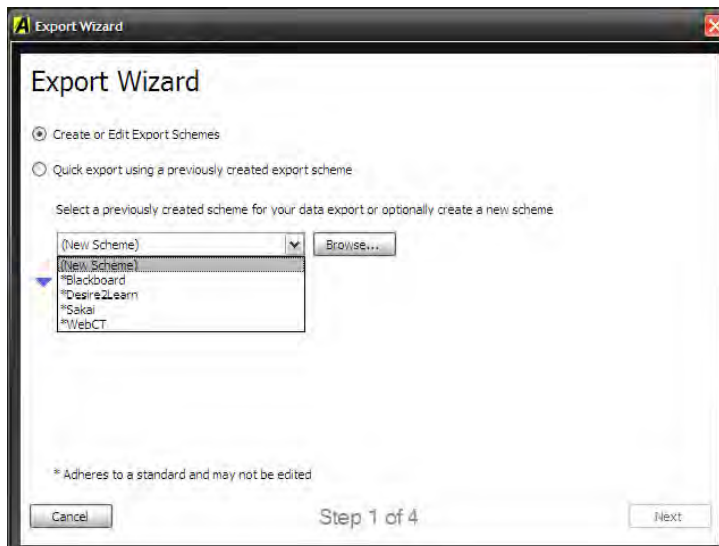 Export Wizard
Export Wizard
Create or Edit Export Schemes
Quick export using a previously created export scheme
Select a previously created scheme for your data export or optionally create a new scheme
(New Scheme) Browse...
(New Scheme)
*Blackboard
*Desire2Learn
*Sakai
*WebCT
* Adheres to a standard and may not be edited
Cancel Step 1 of 4 Next